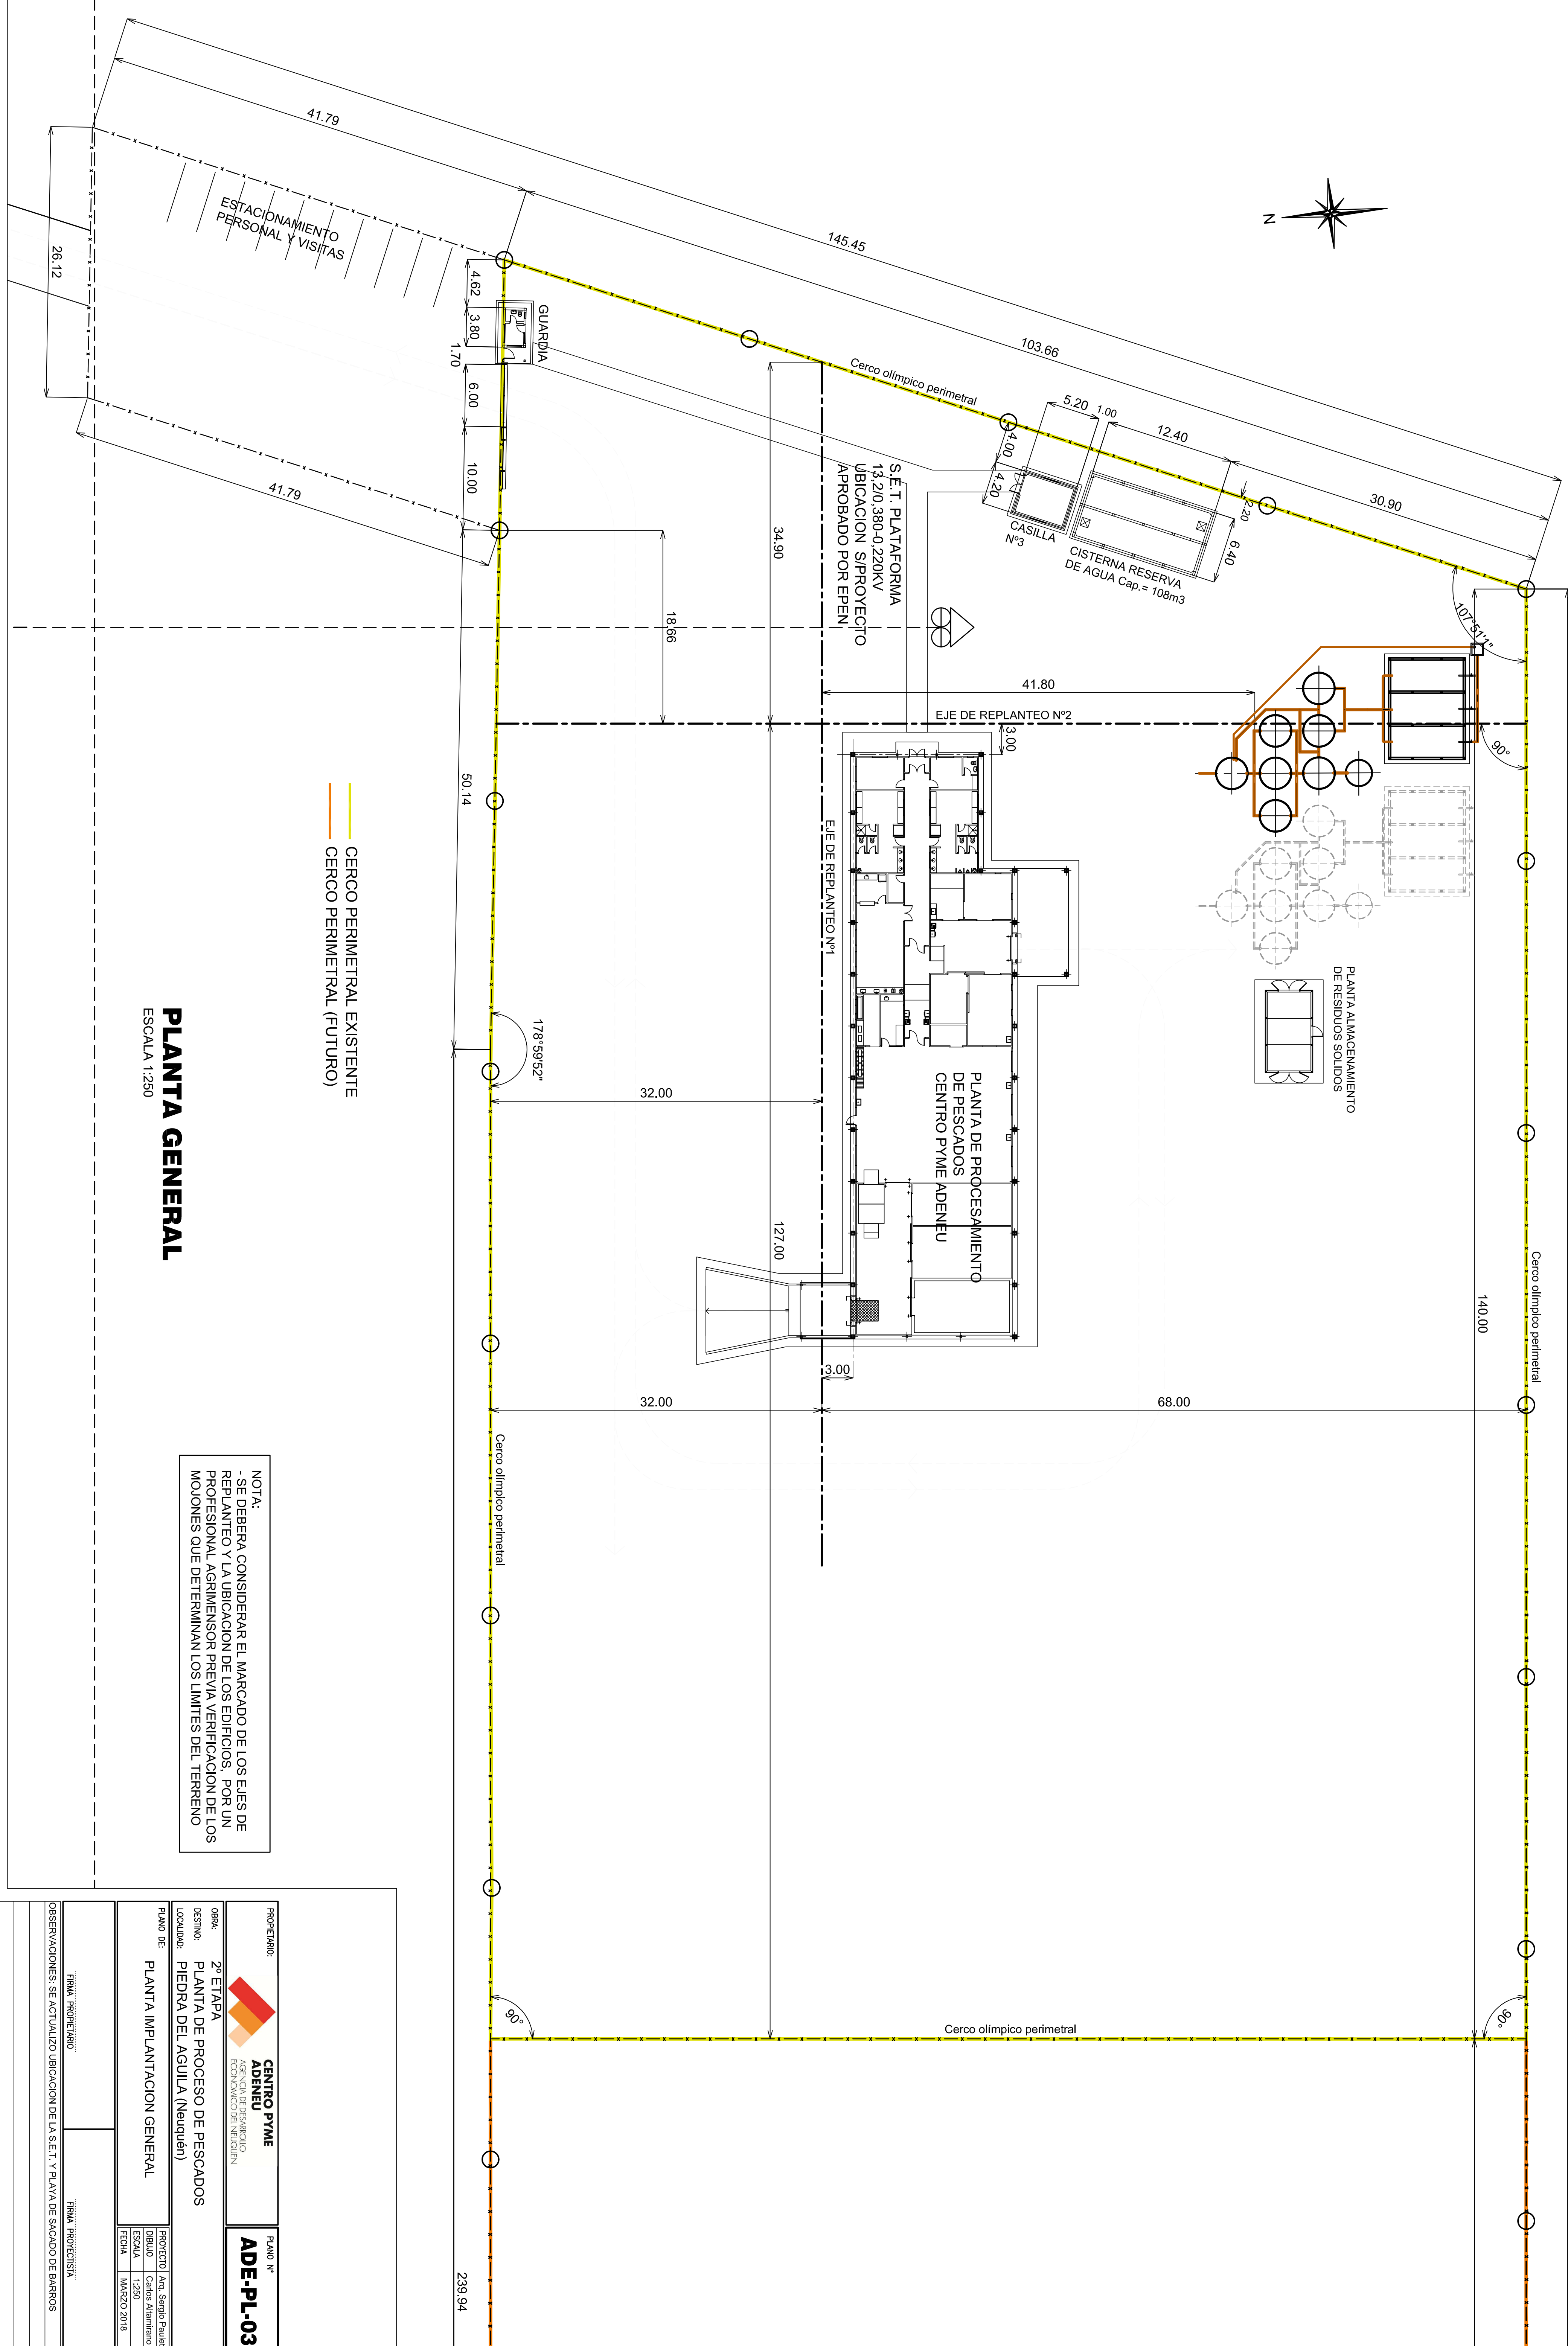 N
41.79
145.45
103.66
26.12
ESTACIONAMIENTO
PERSONAL Y VISITAS
4.62
3.80
1.70
6.00
10.00
GUARDIA
41.79
Cerco olímpico perimetral
5.20
1.00
12.40
30.90
4.00
4.20
2.20
6.40
CASILLA
Nº3
CISTERNA RESERVA
DE AGUA Cap.= 108m3
S.E.T. PLATAFORMA
13,2/0,380-0,220KV
UBICACION S/PROYECTO
APROBADO POR EPEN
34.90
18.66
107°51'1"
41.80
EJE DE REPLANTEO Nº2
3.00
90°
50.14
EJE DE REPLANTEO Nº1
PLANTA ALMACENAMIENTO
DE RESIDUOS SOLIDOS
178°59'52"
32.00
PLANTA DE PROCESAMIENTO
DE PESCADOS
CENTRO PYME ADENEU
127.00
3.00
32.00
68.00
140.00
Cerco olímpico perimetral
Cerco olímpico perimetral
CERCO PERIMETRAL EXISTENTE
CERCO PERIMETRAL (FUTURO)
PLANTA GENERAL
ESCALA 1:250
NOTA:
- SE DEBERA CONSIDERAR EL MARCADO DE LOS EJES DE
REPLANTEO Y LA UBICACION DE LOS EDIFICIOS, POR UN
PROFESIONAL AGRIMENSOR PREVIA VERIFICACION DE LOS
MOJONES QUE DETERMINAN LOS LIMITES DEL TERRENO
90°
90°
Cerco olímpico perimetral
239.94
PROPIETARIO:
CENTRO PYME
ADENEU
AGENCIA DE DESARROLLO
ECONOMICO DEL NEUQUEN
PLANO Nº
ADE-PL-03
OBRA: 2º ETAPA
DESTINO: PLANTA DE PROCESO DE PESCADOS
LOCALIDAD: PIEDRA DEL AGUILA (Neuquén)
PLANO DE: PLANTA IMPLANTACION GENERAL
PROYECTO Arq. Sergio
DIBUJO Carlos Altamirano
ESCALA 1:250
FECHA MARZO 2018
FIRMA PROPIETARIO
FIRMA PROYECTISTA
OBSERVACIONES: SE ACTUALIZO UBICACION DE LA S.E.T. Y PLAYA DE SACADO DE BARROS